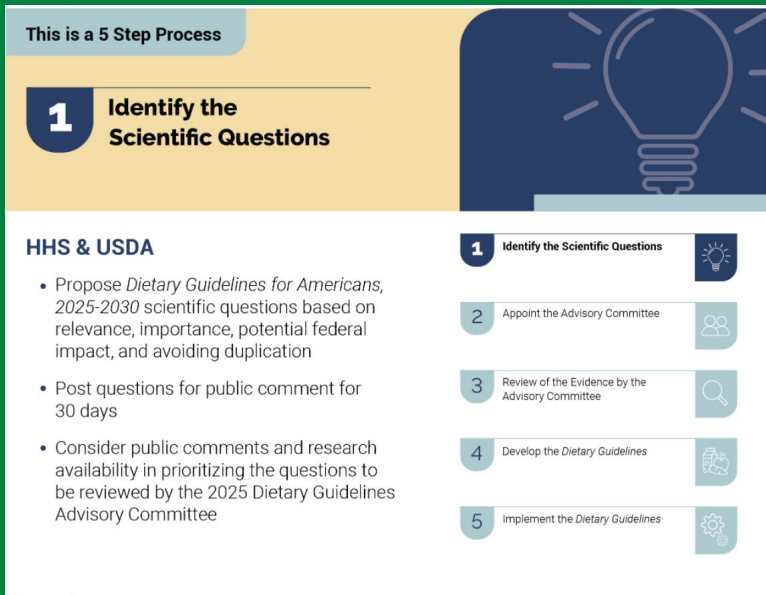 This is a 5 Step Process
1
Identify the
Scientific Questions
HHS & USDA
• Propose Dietary Guidelines for Americans,
2025-2030 scientific questions based on
relevance, importance, potential federal
impact, and avoiding duplication
• Post questions for public comment for
30 days
• Consider public comments and research
availability in prioritizing the questions to
be reviewed by the 2025 Dietary Guidelines
Advisory Committee
1 Identify the Scientific Questions
2 Appoint the Advisory Committee
3 Review of the Evidence by the
Advisory Committee
4 Develop the Dietary Guidelines
5 Implement the Dietary Guidelines